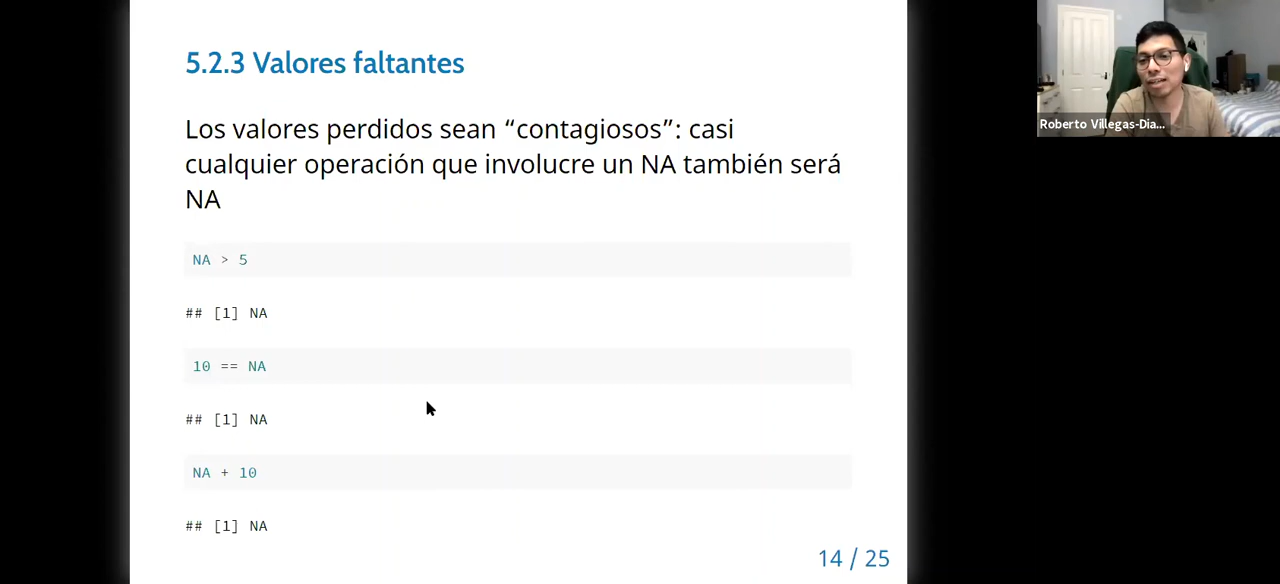 5.2.3 Valores faltantes
Los valores perdidos sean “contagiosos”: casi
cualquier operación que involucre un NA también será
NA
NA > 5
## [1] NA
10 == NA
## [1] NA
NA + 10
## [1] NA
14 / 25
Roberto Villegas-Dia...